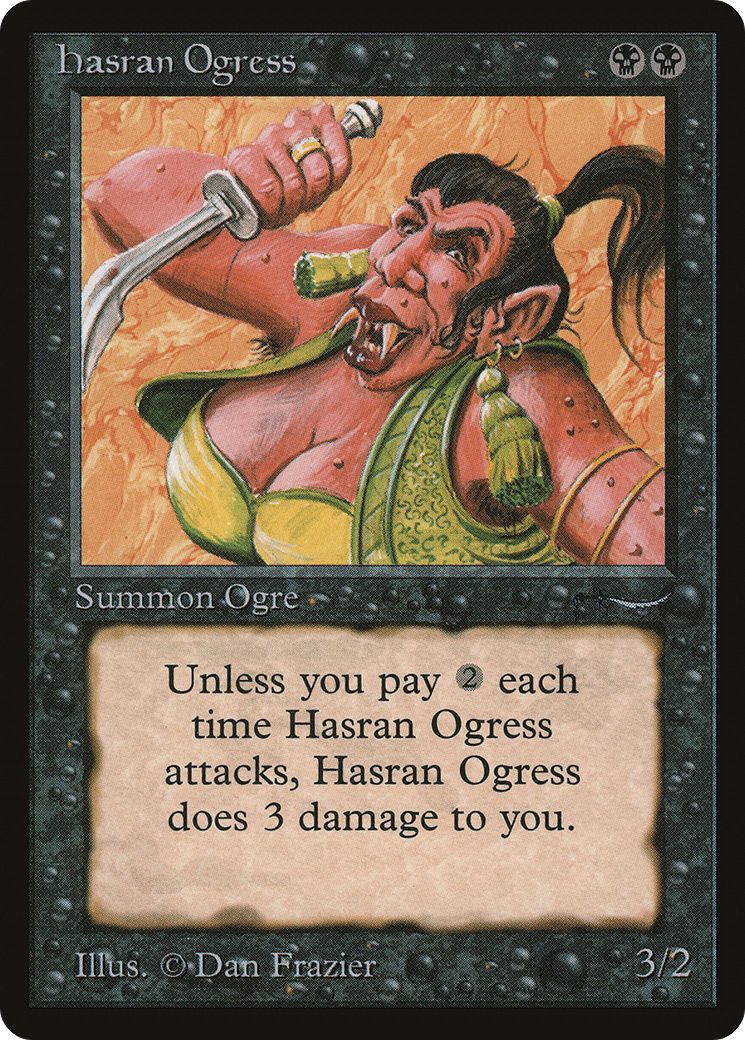 Hasran Ogress
Summon Ogre
Unless you pay 2 each
time Hasran Ogress
attacks, Hasran Ogress
does 3 damage to you.
Illus. © Dan Frazier
3/2